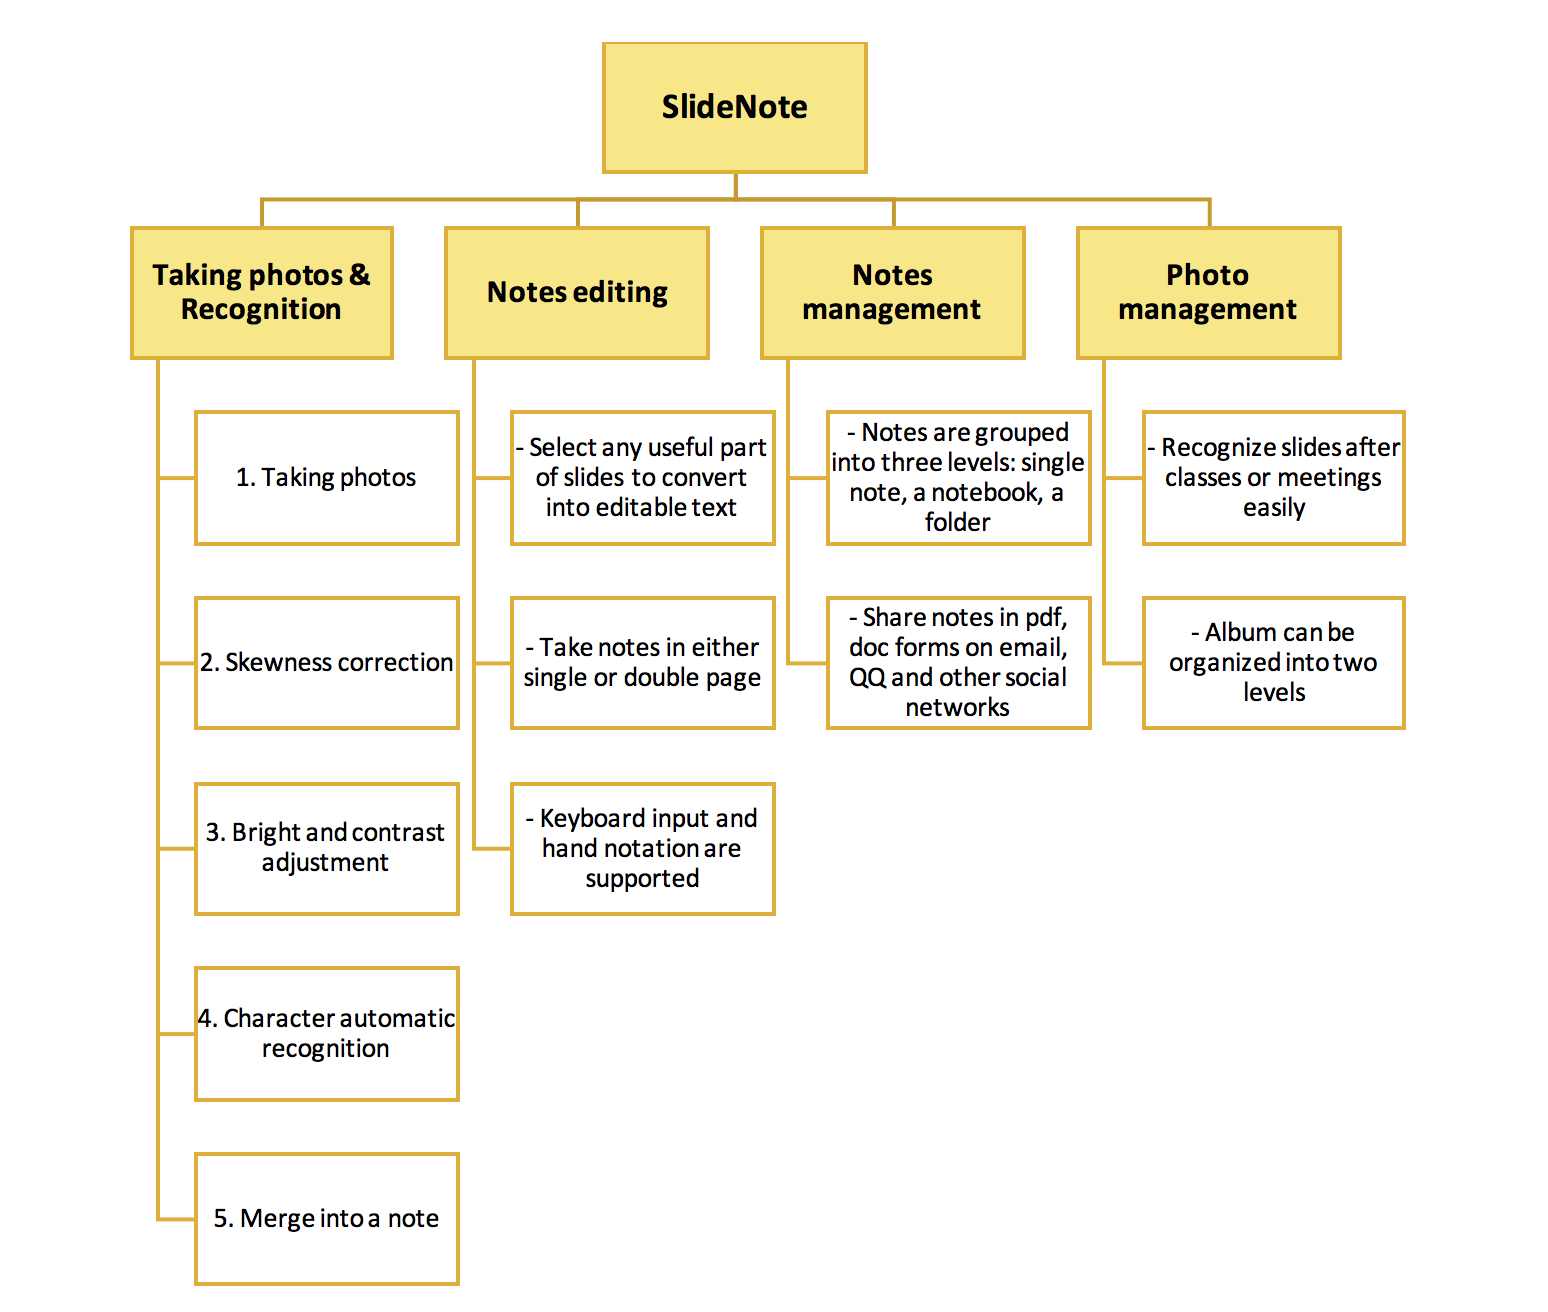 SlideNote
Taking photos &
Recognition
1. Taking photos
2. Skewness correction
3. Bright and contrast
adjustment
4. Character automatic
recognition
5. Merge into a note
Notes editing
- Select any useful part
of slides to convert
into editable text
- Take notes in either
single or double page
- Keyboard input and
hand notation are
supported
Notes
management
- Notes are grouped
into three levels: single
note, a notebook, a
folder
- Share notes in pdf,
doc forms on email,
QQ and other social
networks
Photo
management
- Recognize slides after
classes or meetings
easily
- Album can be
organized into two
levels